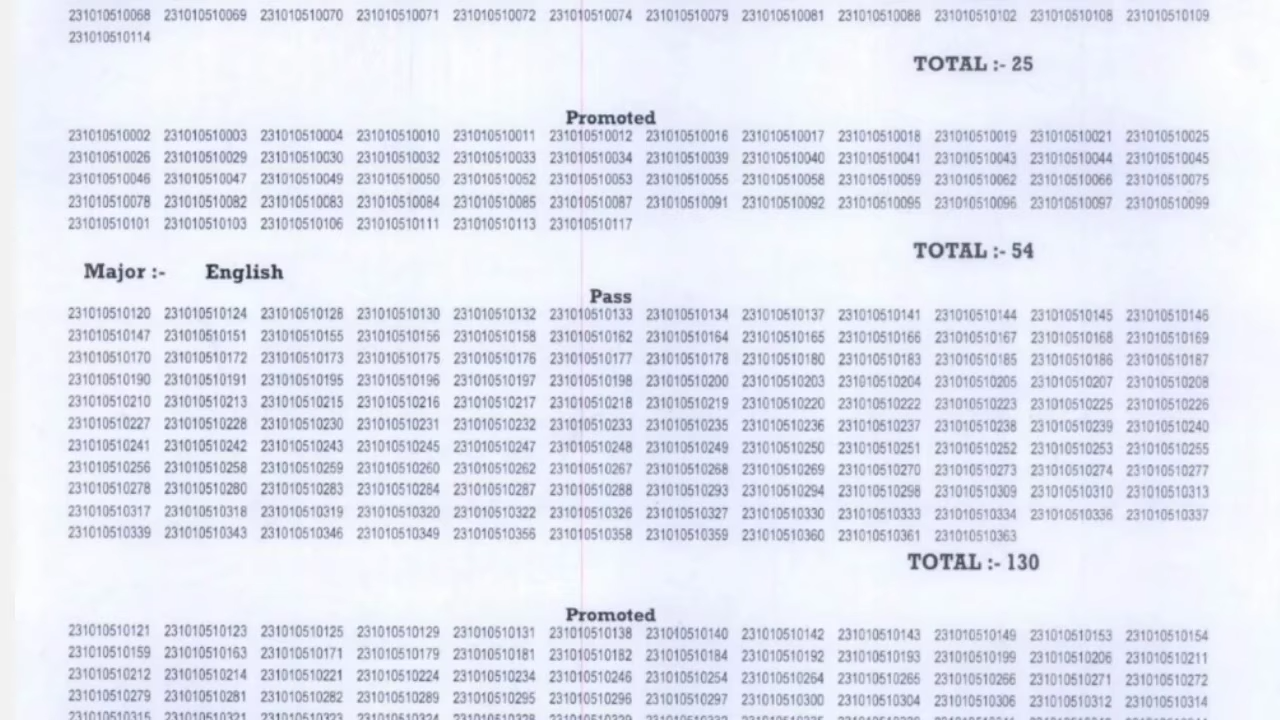 231010510068 231010510069 231010510070 231010510071 231010510072 231010510074 231010510079 231010510081 231010510088 231010510102 231010510108 231010510109
231010510114
TOTAL :- 25
Promoted
231010510002 231010510003 231010510004 231010510010 231010510011 231010510012 231010510016 231010510017 231010510018 231010510019 231010510021 231010510025
231010510026 231010510029 231010510030 231010510032 231010510033 231010510034 231010510039 231010510040 231010510041 231010510043 231010510044 231010510045
231010510046 231010510047 231010510049 231010510050 231010510052 231010510053 231010510055 231010510058 231010510059 231010510062 231010510066 231010510075
231010510078 231010510082 231010510083 231010510084 231010510085 231010510087 231010510091 231010510092 231010510095 231010510096 231010510097 231010510099
231010510101 231010510103 231010510106 231010510111 231010510113 231010510117
TOTAL :- 54
Major :- English
Pass
231010510120 231010510124 231010510128 231010510130 231010510132 231010510133 231010510134 231010510137 231010510141 231010510144 231010510145 231010510146
231010510147 231010510151 231010510155 231010510156 231010510158 231010510162 231010510164 231010510165 231010510166 231010510167 231010510168 231010510169
231010510170 231010510172 231010510173 231010510175 231010510176 231010510177 231010510178 231010510180 231010510183 231010510185 231010510186 231010510187
231010510190 231010510191 231010510195 231010510196 231010510197 231010510198 231010510200 231010510203 231010510204 231010510205 231010510207 231010510208
231010510210 231010510213 231010510215 231010510216 231010510217 231010510218 231010510219 231010510220 231010510222 231010510223 231010510225 231010510226
231010510227 231010510228 231010510230 231010510231 231010510232 231010510233 231010510235 231010510236 231010510237 231010510238 231010510239 231010510240
231010510241 231010510242 231010510243 231010510245 231010510247 231010510248 231010510249 231010510250 231010510251 231010510252 231010510253 231010510255
231010510256 231010510258 231010510259 231010510260 231010510262 231010510267 231010510268 231010510269 231010510270 231010510273 231010510274 231010510277
231010510278 231010510280 231010510283 231010510284 231010510287 231010510288 231010510293 231010510294 231010510298 231010510309 231010510310 231010510313
231010510317 231010510318 231010510319 231010510320 231010510322 231010510326 231010510327 231010510330 231010510333 231010510334 231010510336 231010510337
231010510339 231010510343 231010510346 231010510349 231010510356 231010510358 231010510359 231010510360 231010510361 231010510363
TOTAL :- 130
Promoted
231010510121 231010510123 231010510125 231010510129 231010510131 231010510138 231010510140 231010510142 231010510143 231010510149 231010510153 231010510154
231010510159 231010510163 231010510171 231010510179 231010510181 231010510182 231010510184 231010510192 231010510193 231010510199 231010510206 231010510211
231010510212 231010510214 231010510221 231010510224 231010510234 231010510246 231010510254 231010510264 231010510265 231010510266 231010510271 231010510272
231010510279 231010510281 231010510282 231010510289 231010510295 231010510296 231010510297 231010510300 231010510304 231010510306 231010510312 231010510314
231010510315 231010510321 231010510323 231010510324 231010510328 231010510329